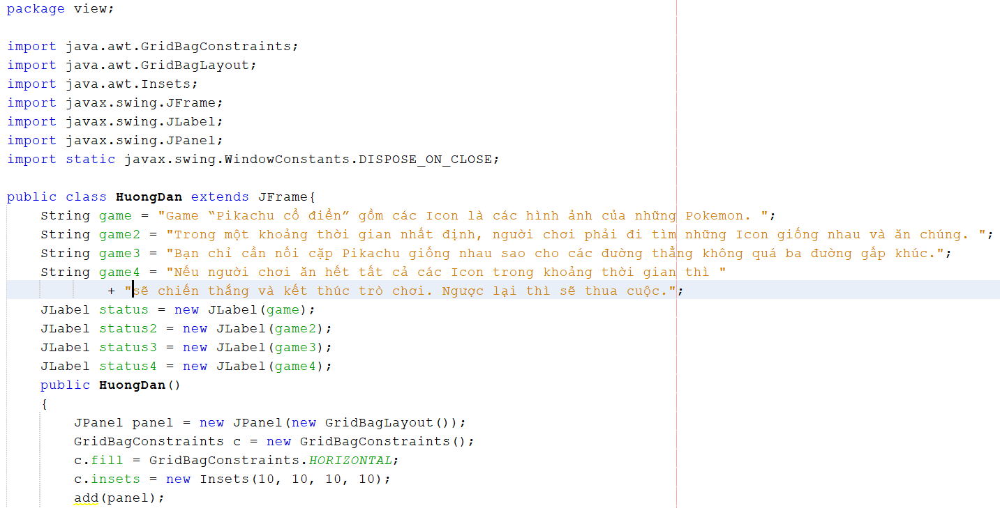 package view;
import java.awt.GridBagConstraints;
import java.awt.GridBagLayout;
import java.awt.Insets;
import javax.swing.JFrame;
import javax.swing.JLabel;
import javax.swing.JPanel;
import static javax.swing.WindowConstants.DISPOSE_ON_CLOSE;
public class HuongDan extends JFrame{
String game = "Game “Pikachu cổ điển” gồm các Icon là các hình ảnh của những Pokemon. ";
String game2 = "Trong một khoảng thời gian nhất định, người chơi phải đi tìm những Icon giống nhau và ăn chúng. ";
String game3 = "Bạn chỉ cần nối cặp Pikachu giống nhau sao cho các đường thẳng không quá ba đường gấp khúc.";
String game4 = "Nếu người chơi ăn hết tất cả các Icon trong khoảng thời gian thì "
+ "sẽ chiến thắng và kết thúc trò chơi. Ngược lại thì sẽ thua cuộc.";
JLabel status = new JLabel(game);
JLabel status2 = new JLabel(game2);
JLabel status3 = new JLabel(game3);
JLabel status4 = new JLabel(game4);
public HuongDan()
{
JPanel panel = new JPanel(new GridBagLayout());
GridBagConstraints c = new GridBagConstraints();
c.fill = GridBagConstraints.HORIZONTAL;
c.insets = new Insets(10, 10, 10, 10);
add(panel);